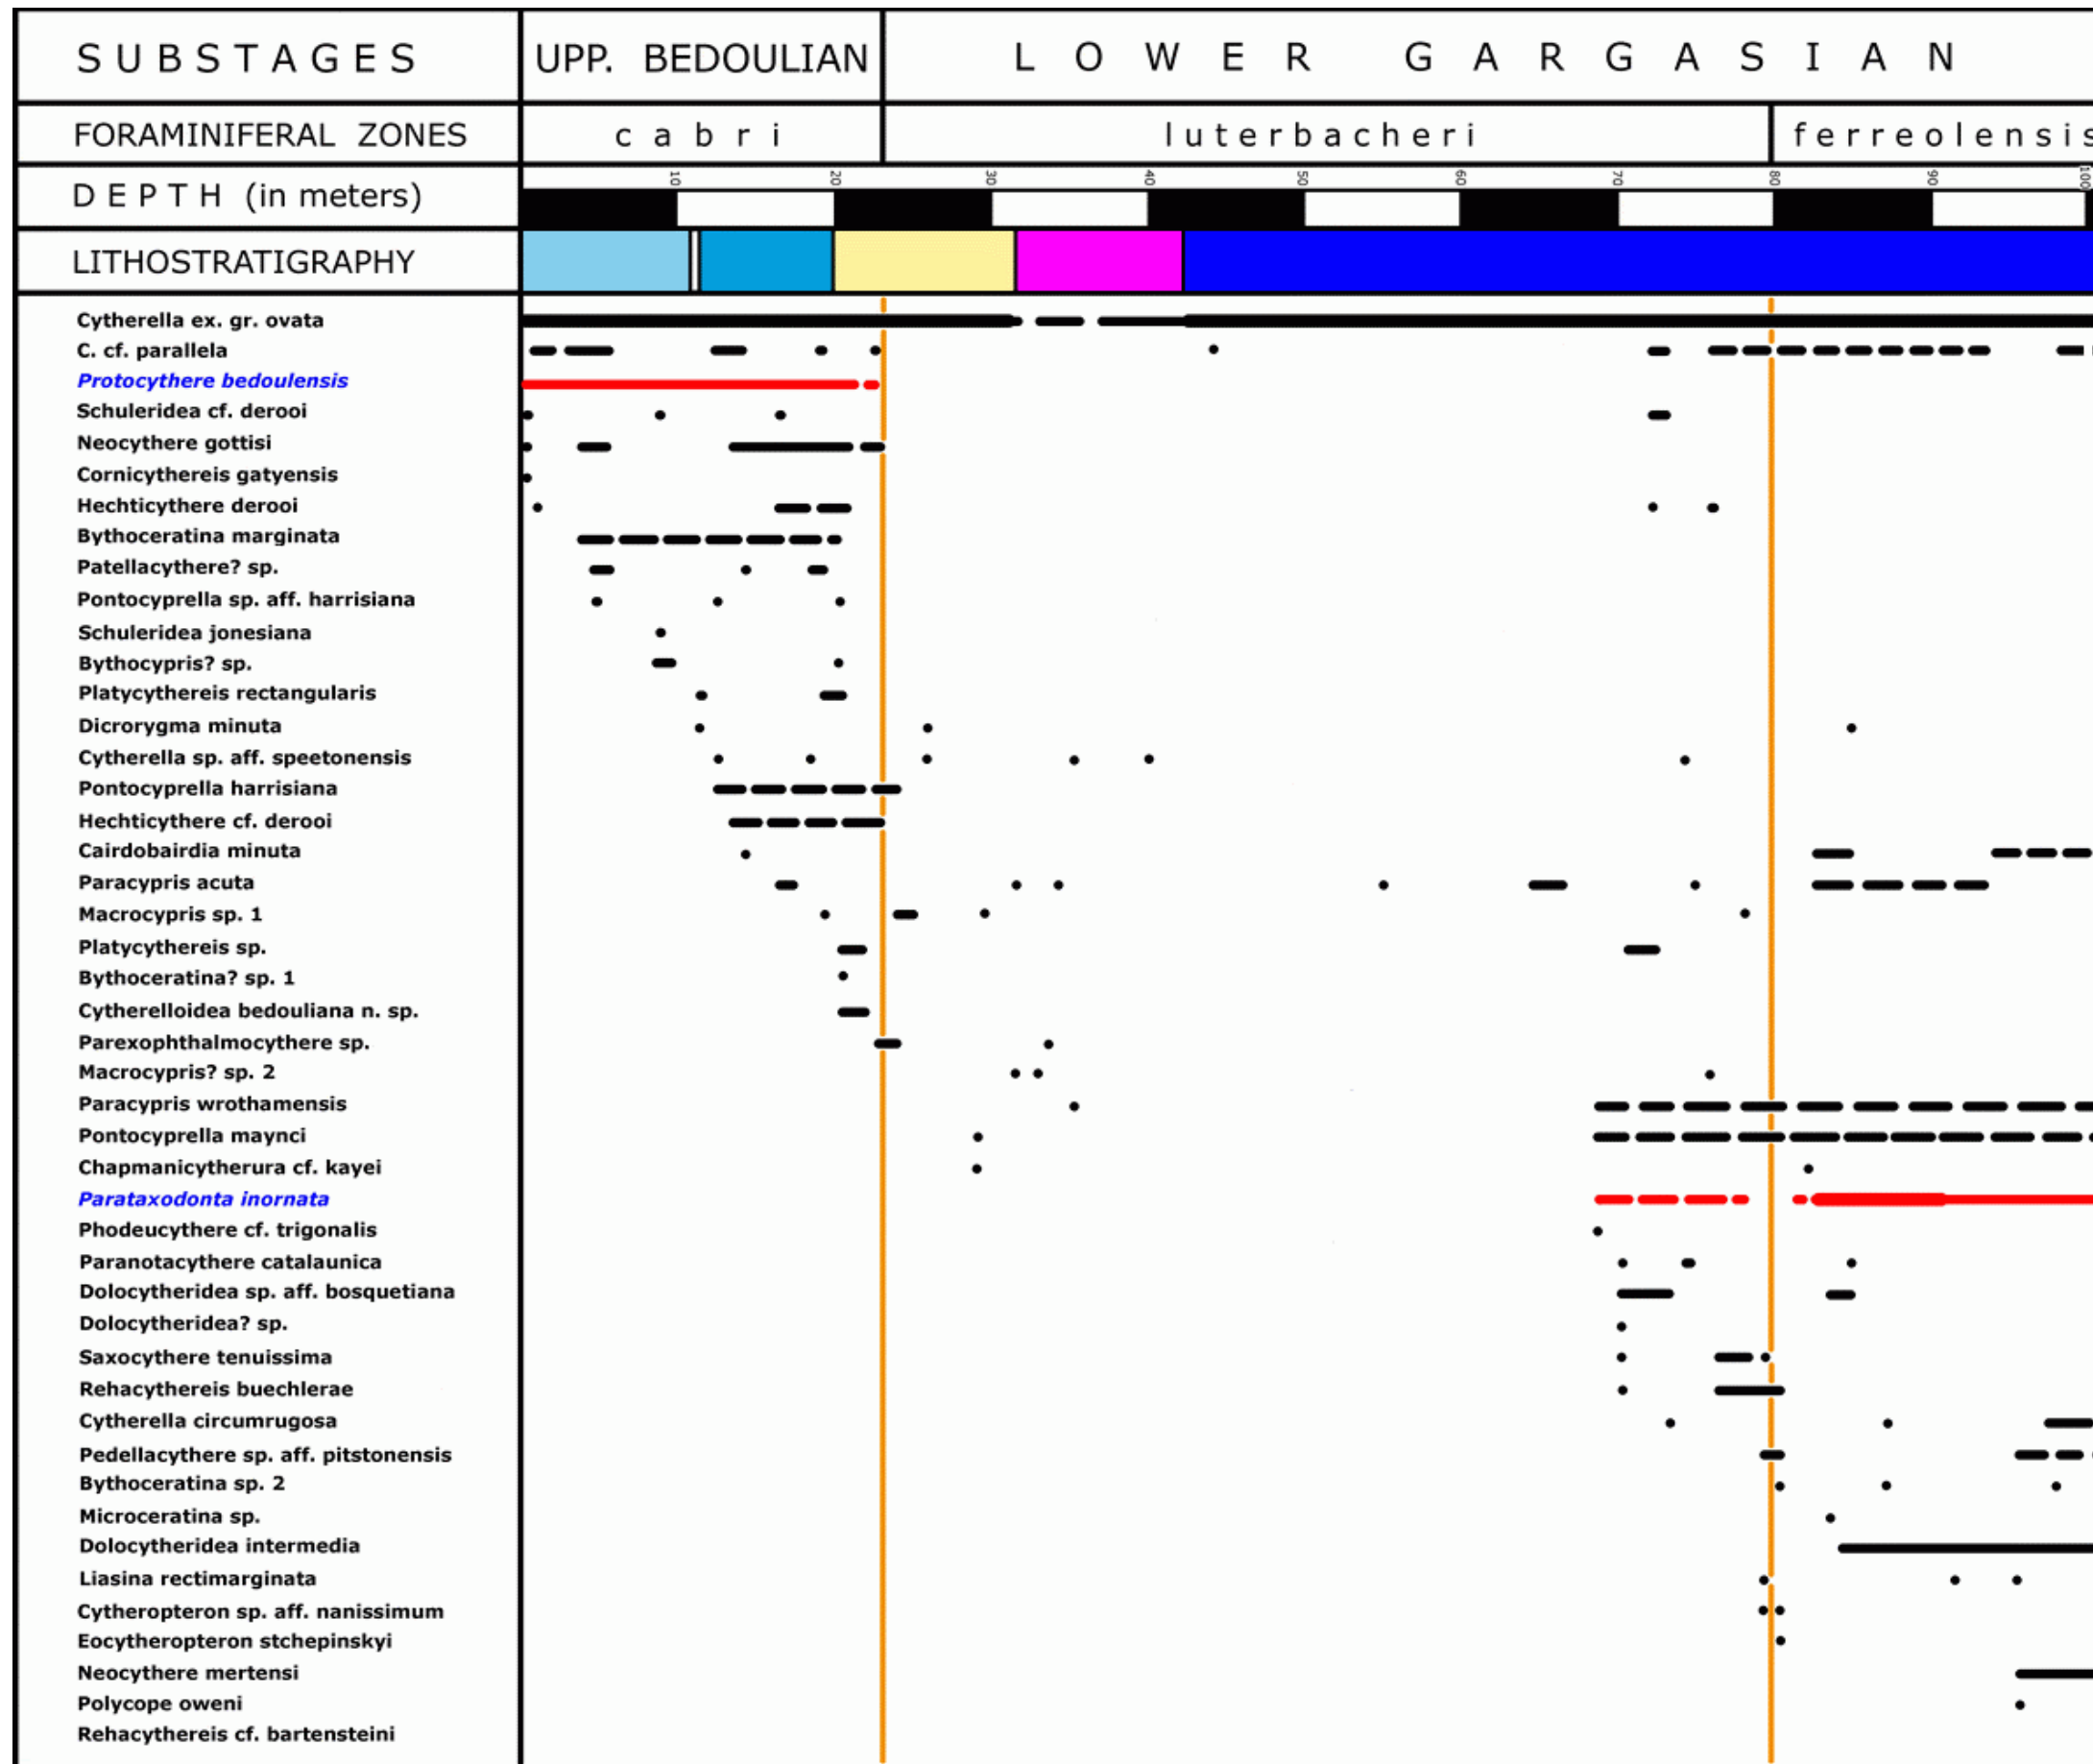 SUBSTAGES UPP. BEDOULIAN LOWER GARGASIAN
FORAMINIFERAL ZONES cabri luterbacheri ferreolensis
DEPTH (in meters) 10 20 30 40 50 60 70 80 90 100
LITHOSTRATIGRAPHY
Cytherella ex. gr. ovata
C. cf. parallela
Protocythere bedoulensis
Schuleridea cf. derooi
Neocythere gottisi
Cornicythereis gatyensis
Hechticythere derooi
Bythoceratina marginata
Patellacythere? sp.
Pontocyprella sp. aff. harrisiana
Schuleridea jonesiana
Bythocypris? sp.
Platycythereis rectangularis
Dicrorygma minuta
Cytherella sp. aff. speetonensis
Pontocyprella harrisiana
Hechticythere cf. derooi
Cairdobairdia minuta
Paracypris acuta
Macrocypris sp. 1
Platycythereis sp.
Bythoceratina? sp. 1
Cytherelloidea bedouliana n. sp.
Parexophthalmocythere sp.
Macrocypris? sp. 2
Paracypris wrothamensis
Pontocyprella maynci
Chapmanicytherura cf. kayei
Parataxodonta inornata
Phodeucythere cf. trigonalis
Paranotacythere catalaunica
Dolocytheridea sp. aff. bosquetiana
Dolocytheridea? sp.
Saxocythere tenuissima
Rehacythereis buechlerae
Cytherella circumrugosa
Pedellacythere sp. aff. pitstonensis
Bythoceratina sp. 2
Microceratina sp.
Dolocytheridea intermedia
Liasina rectimarginata
Cytheropteron sp. aff. nanissimum
Eocytheropteron stchepinskyi
Neocythere mertensi
Polycope oweni
Rehacythereis cf. bartensteini